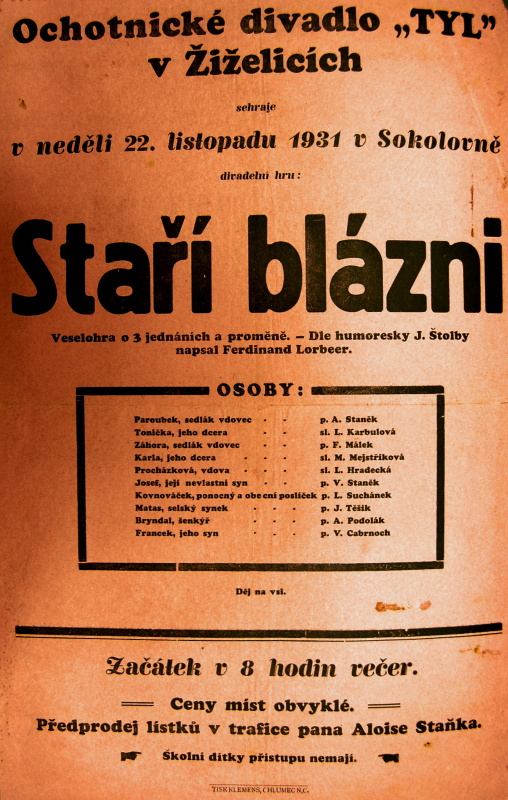 Ochotnické divadlo „TYL”
v Žiželicích
sehraje
v neděli 22. listopadu 1931 v Sokolovně
divadelní hru:
Staří blázni
Veselohra o 3 jednáních a proměně. – Dle humoresky J. Štolby
napsal Ferdinand Lorbeer.
OSOBY:
Paroubek, sedlák vdovec - - p. A. Staněk
Tonička, jeho dcera - - sl. L. Karbulová
Záhora, sedlák vdovec - - p. F. Málek
Karla, jeho dcera - - - sl. M. Mejstříková
Procházková, vdova - - - sl. L. Hradecká
Josef, její nevlastní syn - - p. V. Staněk
Kovnováček, ponocný a obecní poslíček p. L. Suchánek
Matas, selský synek - - - p. J. Těšík
Bryndal, šenkýř - - - p. A. Podolák
Francek, jeho syn - - - p. V. Cabrnoch
Děj na vsi.
Začátek v 8 hodin večer.
Ceny míst obvyklé.
Předprodej lístků v trafice pana Aloise Staňka.
Školní dítky přístupu nemají.
TISK KLEMENS, CHLUMEC N.C.